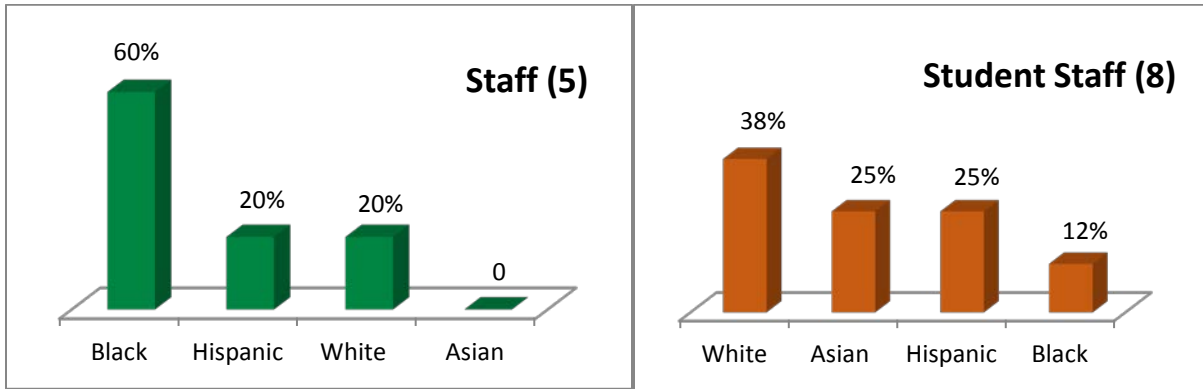 Staff (5)
60%
20%
20%
0
Black Hispanic White Asian
Student Staff (8)
38%
25%
25%
12%
White Asian Hispanic Black